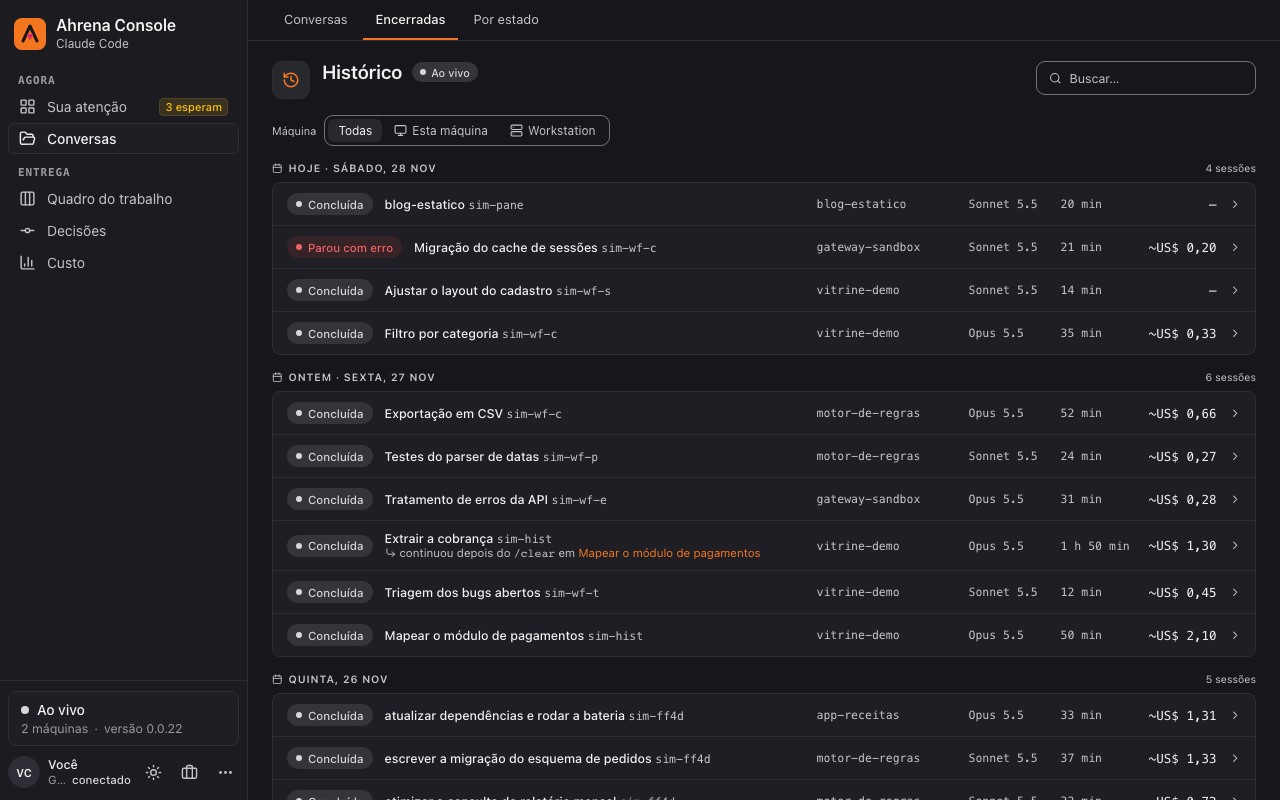 Ahrena Console
Claude Code
AGORA
Sua atenção 3 esperam
Conversas
ENTREGA
Quadro do trabalho
Decisões
Custo
Ao vivo
2 máquinas · versão 0.0.22
VC
Você
G... conectado
Conversas Encerradas Por estado
Histórico Ao vivo
Buscar...
Máquina Todas Esta máquina Workstation
HOJE · SÁBADO, 28 NOV 4 sessões
Concluída blog-estatico sim-pane blog-estatico Sonnet 5.5 20 min —
Parou com erro Migração do cache de sessões sim-wf-c gateway-sandbox Sonnet 5.5 21 min ~US$ 0,20
Concluída Ajustar o layout do cadastro sim-wf-s vitrine-demo Sonnet 5.5 14 min —
Concluída Filtro por categoria sim-wf-c vitrine-demo Opus 5.5 35 min ~US$ 0,33
ONTEM · SEXTA, 27 NOV 6 sessões
Concluída Exportação em CSV sim-wf-c motor-de-regras Opus 5.5 52 min ~US$ 0,66
Concluída Testes do parser de datas sim-wf-p motor-de-regras Sonnet 5.5 24 min ~US$ 0,27
Concluída Tratamento de erros da API sim-wf-e gateway-sandbox Opus 5.5 31 min ~US$ 0,28
Concluída Extrair a cobrança sim-hist vitrine-demo Opus 5.5 1 h 50 min ~US$ 1,30
continuou depois do /clear em Mapear o módulo de pagamentos
Concluída Triagem dos bugs abertos sim-wf-t vitrine-demo Sonnet 5.5 12 min ~US$ 0,45
Concluída Mapear o módulo de pagamentos sim-hist vitrine-demo Opus 5.5 50 min ~US$ 2,10
QUINTA, 26 NOV 5 sessões
Concluída atualizar dependências e rodar a bateria sim-ff4d app-receitas Opus 5.5 33 min ~US$ 1,31
Concluída escrever a migração do esquema de pedidos sim-ff4d motor-de-regras Sonnet 5.5 37 min ~US$ 1,33